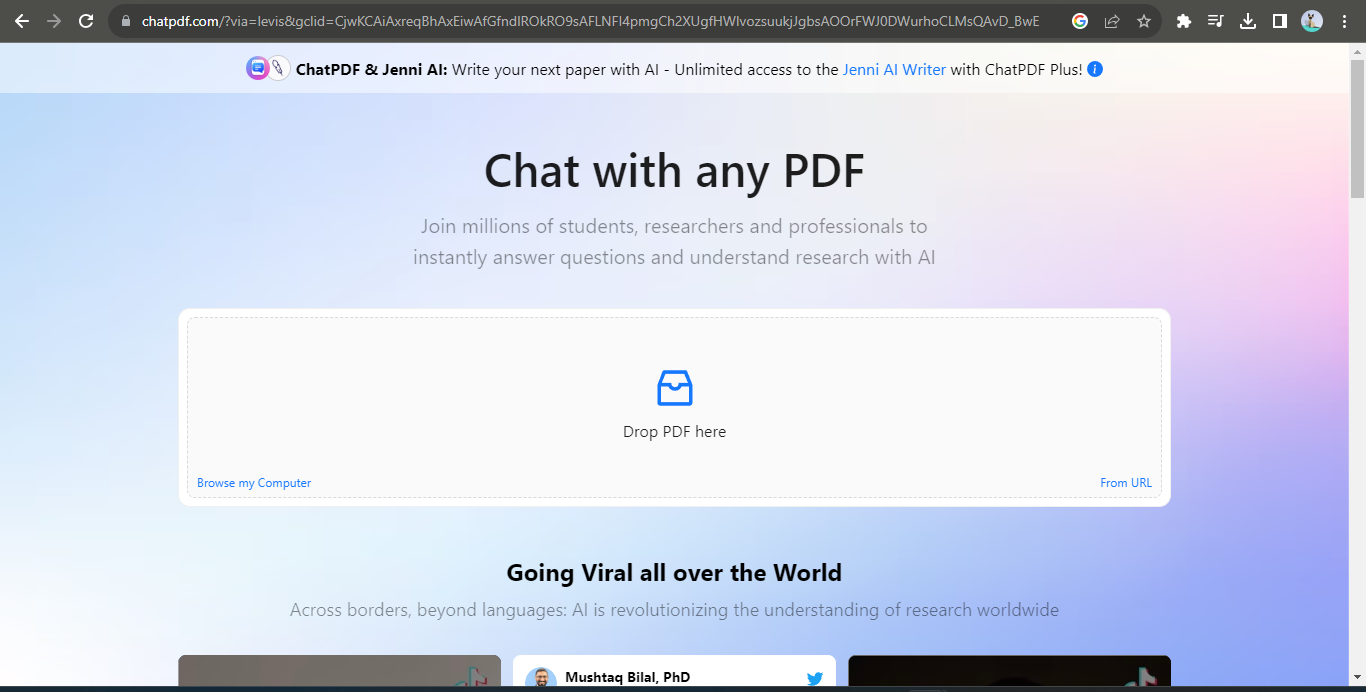 chatpdf.com/?via=levis&gclid=CjwKCAiAxreqBhAxEiwAfGfndIROkRO9sAFLNFI4pmgCh2XUgfHWIvozsuukjJgbsAOOrFWJ0DWurhoCLMsQAvD_BwE
ChatPDF & Jenni AI: Write your next paper with AI - Unlimited access to the Jenni AI Writer with ChatPDF Plus!
Chat with any PDF
Join millions of students, researchers and professionals to
instantly answer questions and understand research with AI
Drop PDF here
Browse my Computer
From URL
Going Viral all over the World
Across borders, beyond languages: AI is revolutionizing the understanding of research worldwide
Mushtaq Bilal, PhD